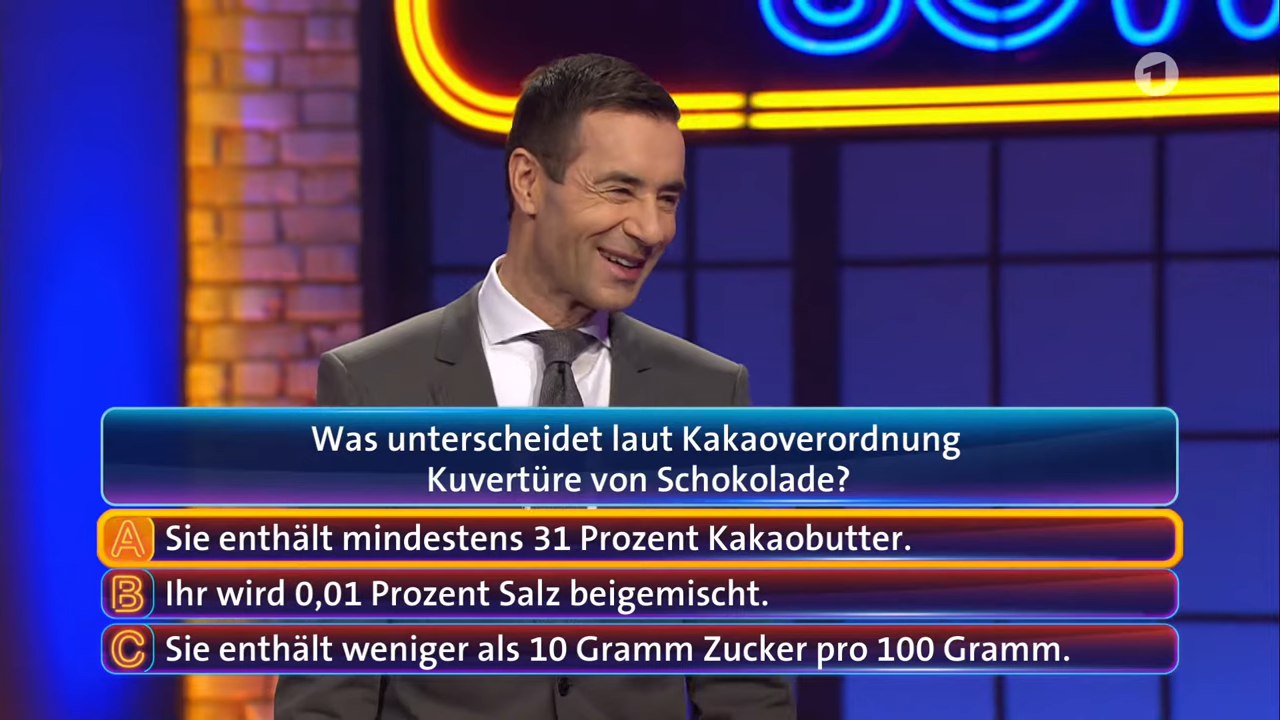 Was unterscheidet laut Kakaoverordnung
Kuvertüre von Schokolade?
A Sie enthält mindestens 31 Prozent Kakaobutter.
B Ihr wird 0,01 Prozent Salz beigemischt.
C Sie enthält weniger als 10 Gramm Zucker pro 100 Gramm.
1